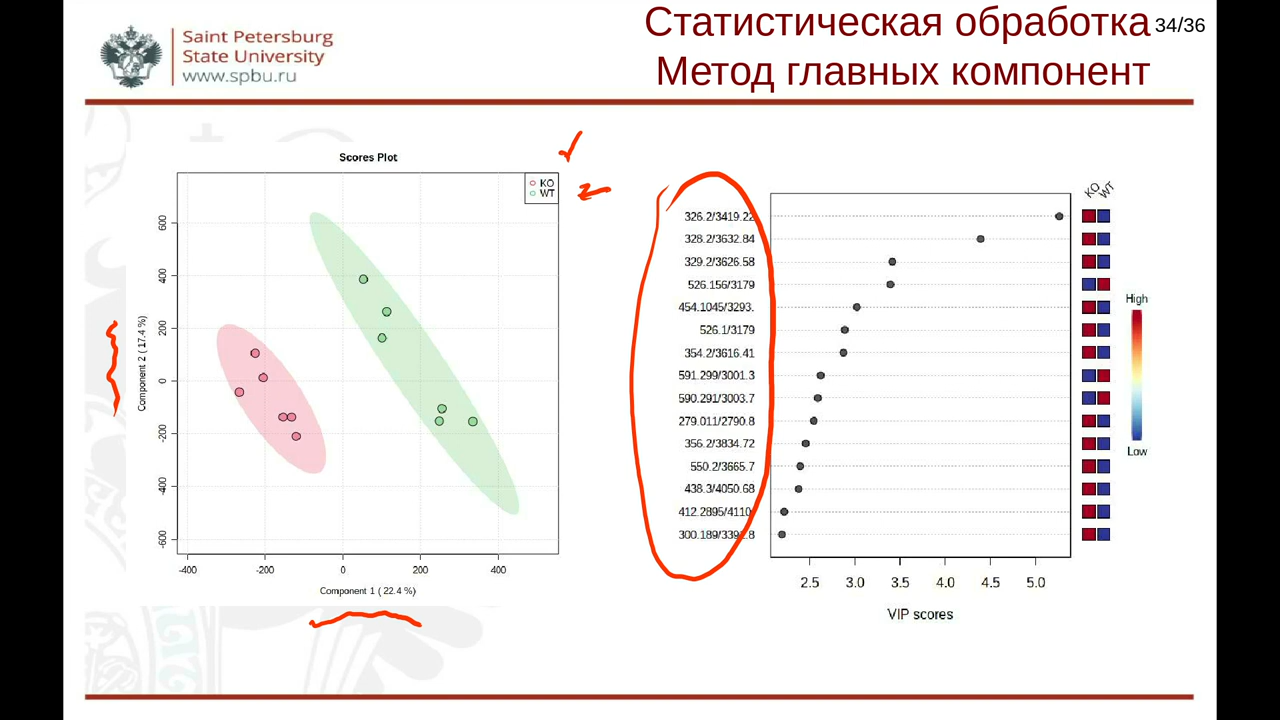 Saint Petersburg
State University
www.spbu.ru
Статистическая обработка
Метод главных компонент
34/36
Scores Plot
KO
WT
600
400
200
0
-200
-400
-600
Component 2 ( 17.4 %)
-400 -200 0 200 400
Component 1 ( 22.4 %)
KO WT
326.2/3419.22
328.2/3632.84
329.2/3626.58
526.156/3179
454.1045/3293.
526.1/3179
354.2/3616.41
591.299/3001.3
590.291/3003.7
279.011/2790.8
356.2/3834.72
550.2/3665.7
438.3/4050.68
412.2895/4110.
2.5 3.0 3.5 4.0 4.5 5.0
VIP scores
High
Low